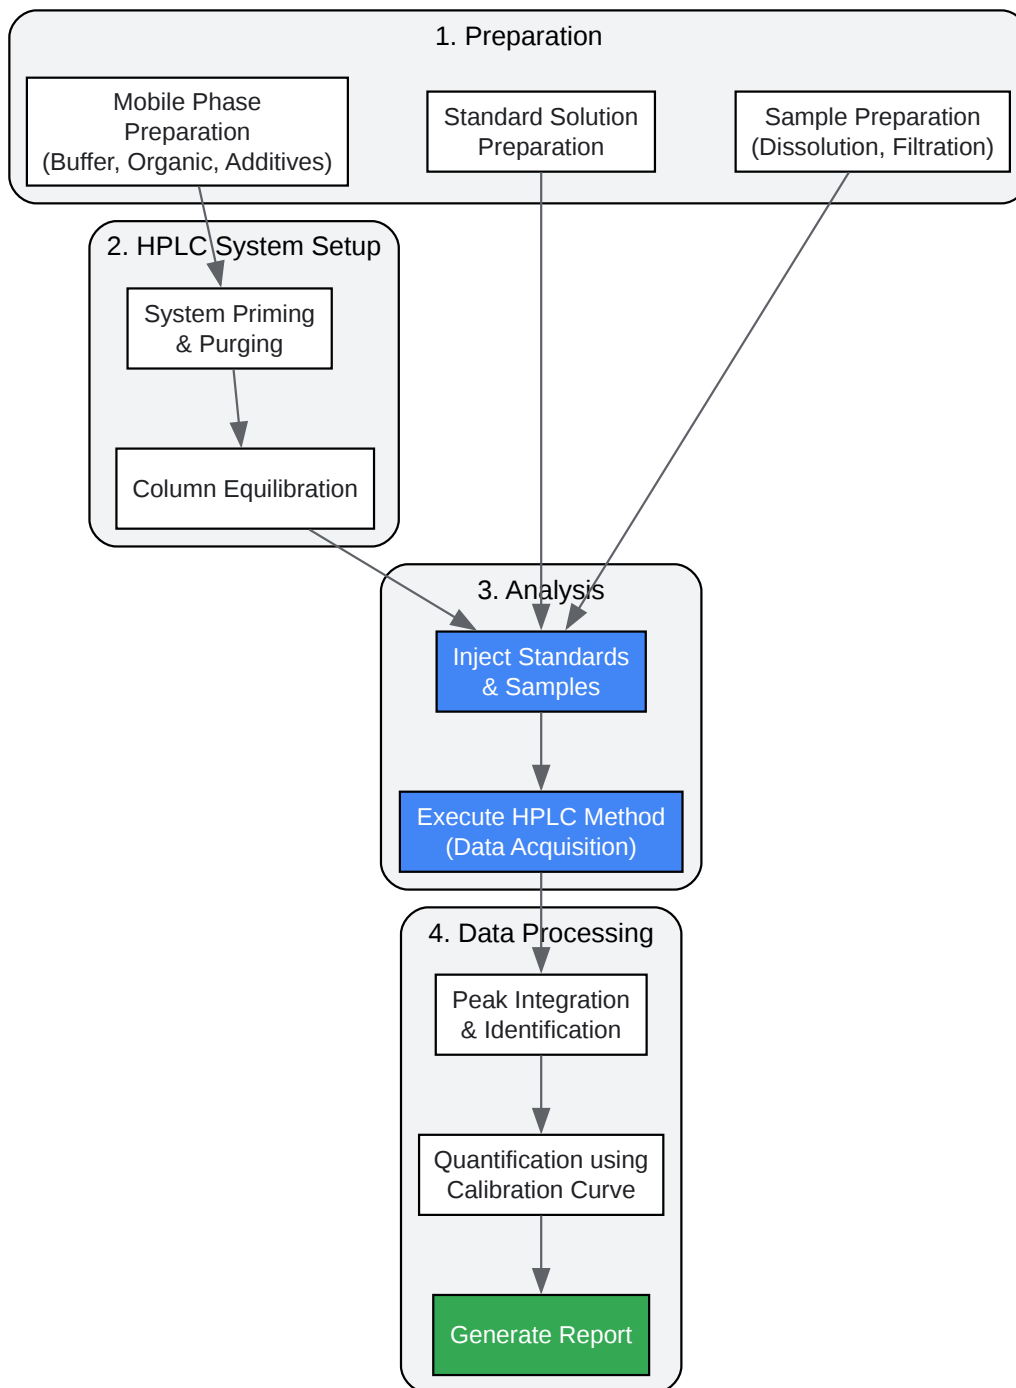 1. Preparation
Mobile Phase
Preparation
(Buffer, Organic, Additives)
Standard Solution
Preparation
Sample Preparation
(Dissolution, Filtration)
2. HPLC System Setup
System Priming
& Purging
Column Equilibration
3. Analysis
Inject Standards
& Samples
Execute HPLC Method
(Data Acquisition)
4. Data Processing
Peak Integration
& Identification
Quantification using
Calibration Curve
Generate Report